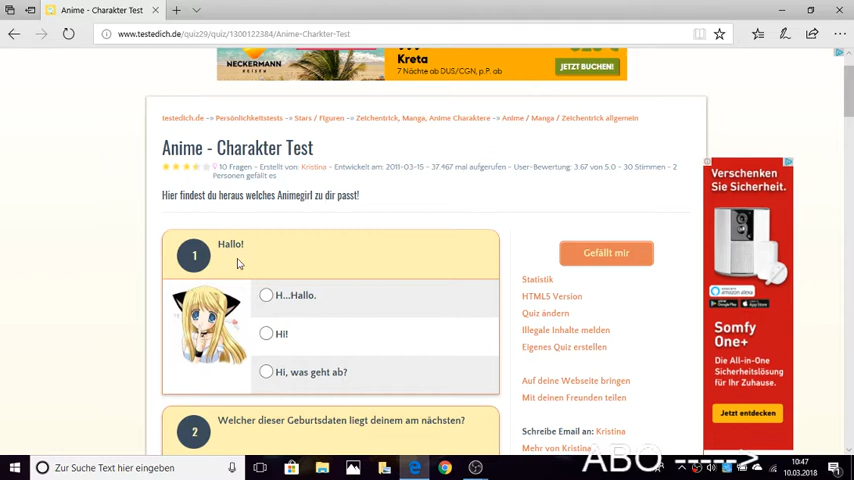 Anime - Charakter Test
www.testedich.de/quiz29/quiz/1300122384/Anime-Charkter-Test
NECKERMANN
REISEN
Kreta
7 Nächte ab DUS/CGN, p.P. ab
JETZT BUCHEN!
testedich.de -» Persönlichkeitstests -» Stars / Figuren -» Zeichentrick, Manga, Anime Charaktere -» Anime / Manga / Zeichentrick allgemein
Anime - Charakter Test
10 Fragen - Erstellt von: Kristina - Entwickelt am: 2011-03-15 - 37.467 mal aufgerufen - User-Bewertung: 3.67 von 5.0 - 30 Stimmen - 2
Personen gefällt es
Hier findest du heraus welches Animegirl zu dir passt!
1
Hallo!
H...Hallo.
Hi!
Hi, was geht ab?
2
Welcher dieser Geburtsdaten liegt deinem am nächsten?
Gefällt mir
Statistik
HTML5 Version
Quiz ändern
Illegale Inhalte melden
Eigenes Quiz erstellen
Auf deine Webseite bringen
Mit deinen Freunden teilen
Schreibe Email an: Kristina
Mehr von Kristina
Verschenken
Sie Sicherheit.
amazon.alexa
Somfy
One+
Die All-in-One
Sicherheitslösung
für Ihr Zuhause.
Jetzt entdecken
ABO ----->
Zur Suche Text hier eingeben
10:47
10.03.2018